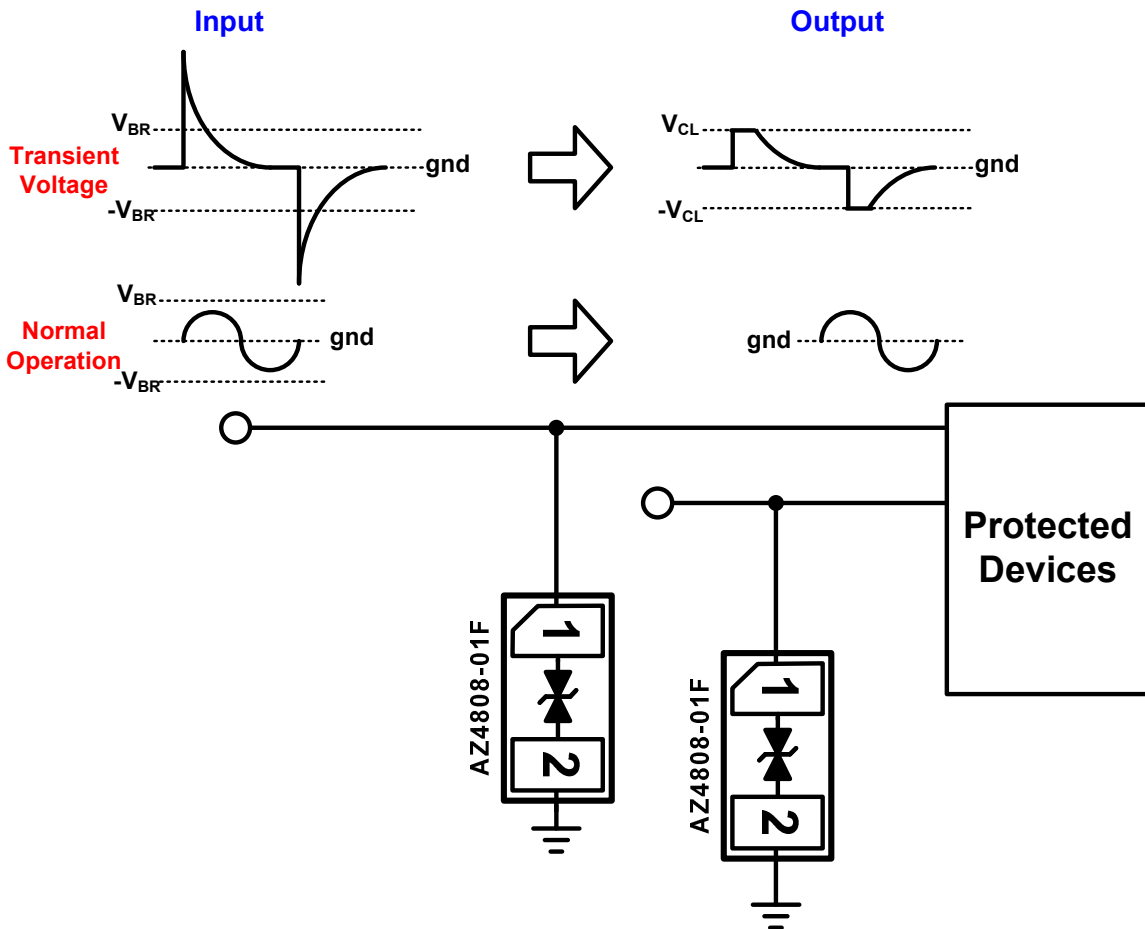 Input
Output
VBR
VCL
Transient
Voltage
gnd
gnd
-VBR
-VCL
VBR
Normal
Operation
gnd
gnd
-VBR
Protected
Devices
AZ4808-01F
1
2
AZ4808-01F
1
2